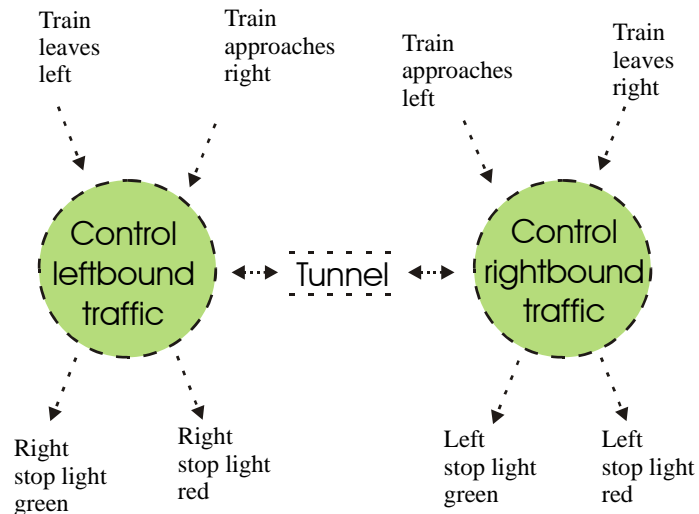 Train
leaves
left
Train
approaches
right
Train
approaches
left
Train
leaves
right
Control
leftbound
traffic
Tunnel
Control
rightbound
traffic
Right
stop light
green
Right
stop light
red
Left
stop light
green
Left
stop light
red